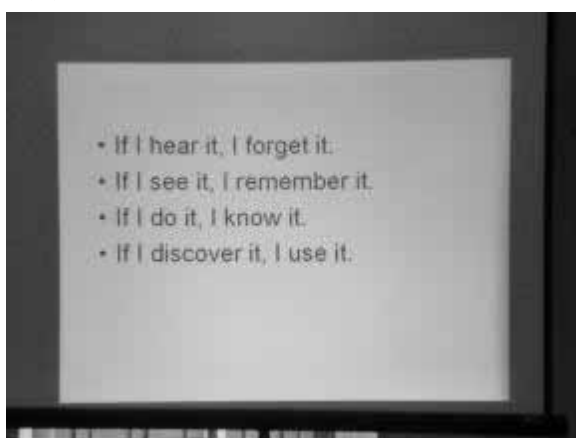 • If I hear it, I forget it.
• If I see it, I remember it.
• If I do it, I know it.
• If I discover it, I use it.